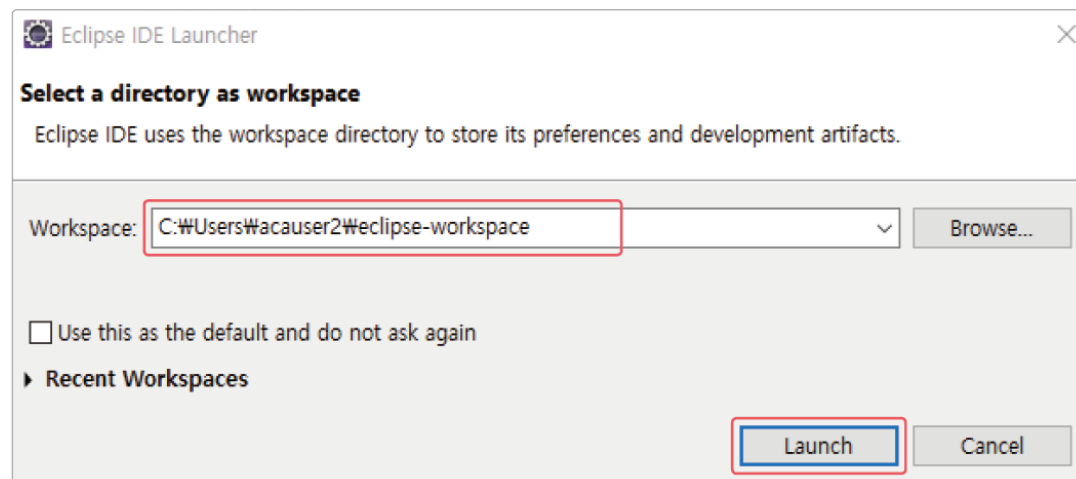 Eclipse IDE Launcher
Select a directory as workspace
Eclipse IDE uses the workspace directory to store its preferences and development artifacts.
Workspace: C:₩Users₩acauser2₩eclipse-workspace Browse...
Use this as the default and do not ask again
Recent Workspaces
Launch Cancel